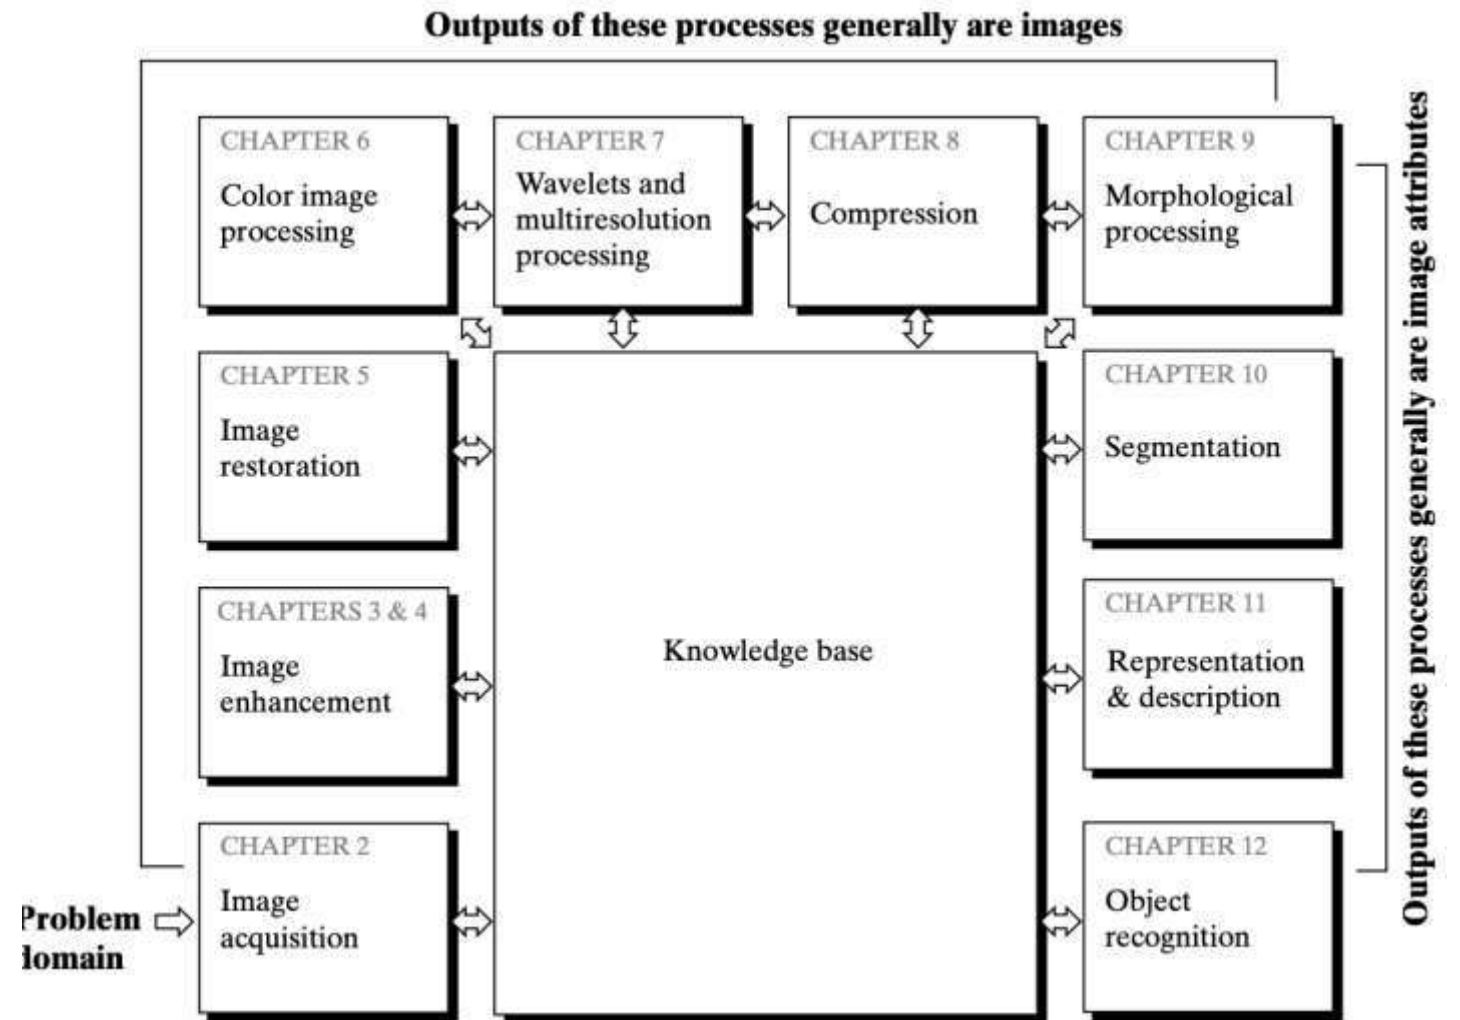 Outputs of these processes generally are images
CHAPTER 6
Color image
processing
CHAPTER 7
Wavelets and
multiresolution
processing
CHAPTER 8
Compression
CHAPTER 9
Morphological
processing
Outputs of these processes generally are image attributes
CHAPTER 5
Image
restoration
CHAPTER 10
Segmentation
CHAPTERS 3 & 4
Image
enhancement
Knowledge base
CHAPTER 11
Representation
& description
CHAPTER 2
Image
acquisition
CHAPTER 12
Object
recognition
Problem
domain